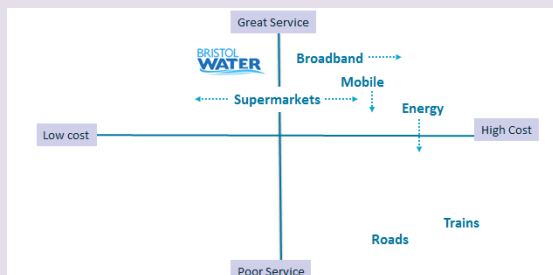 Great Service
BRISTOL
WATER
Broadband
Mobile
Supermarkets
Energy
Low cost
High Cost
Trains
Roads
Poor Service